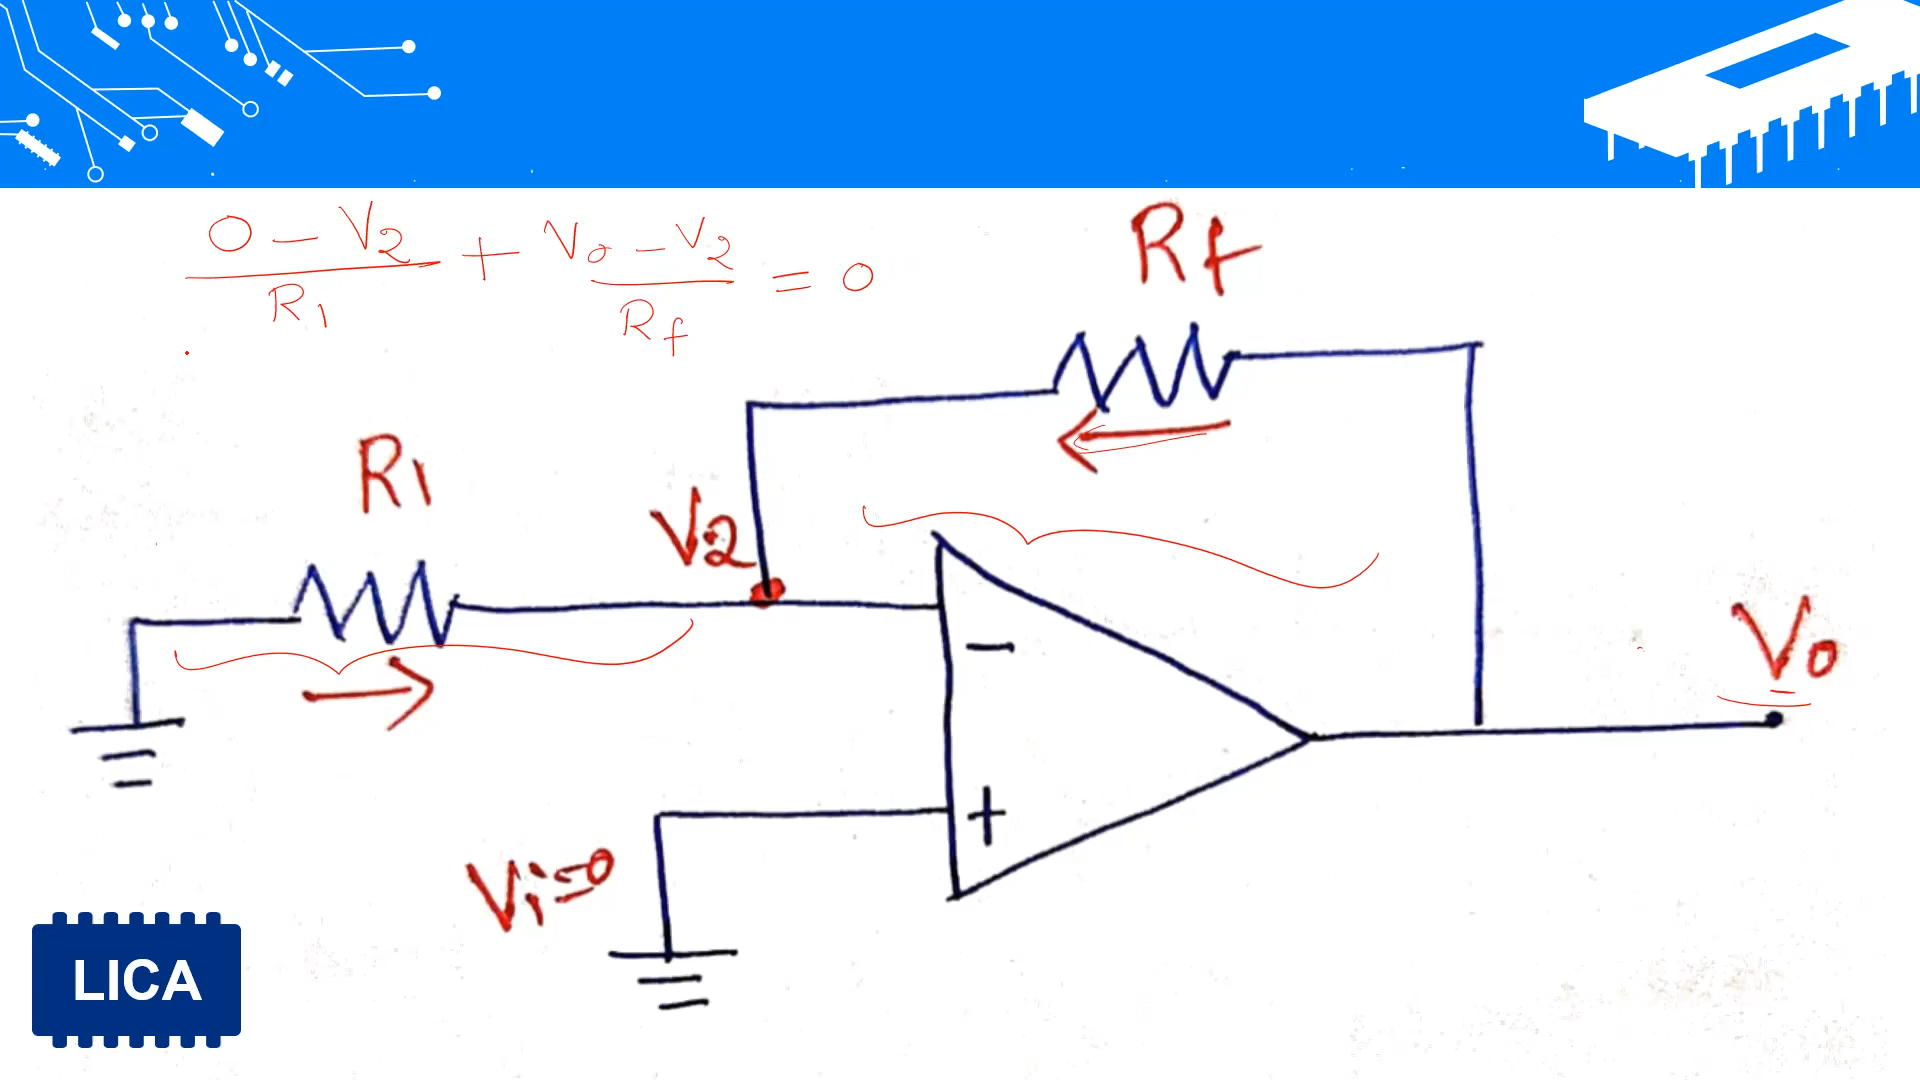 0 - V2 / R1 + Vo - V2 / Rf = 0
Rf
R1
V2
Vo
−
+
Vi=0
LICA